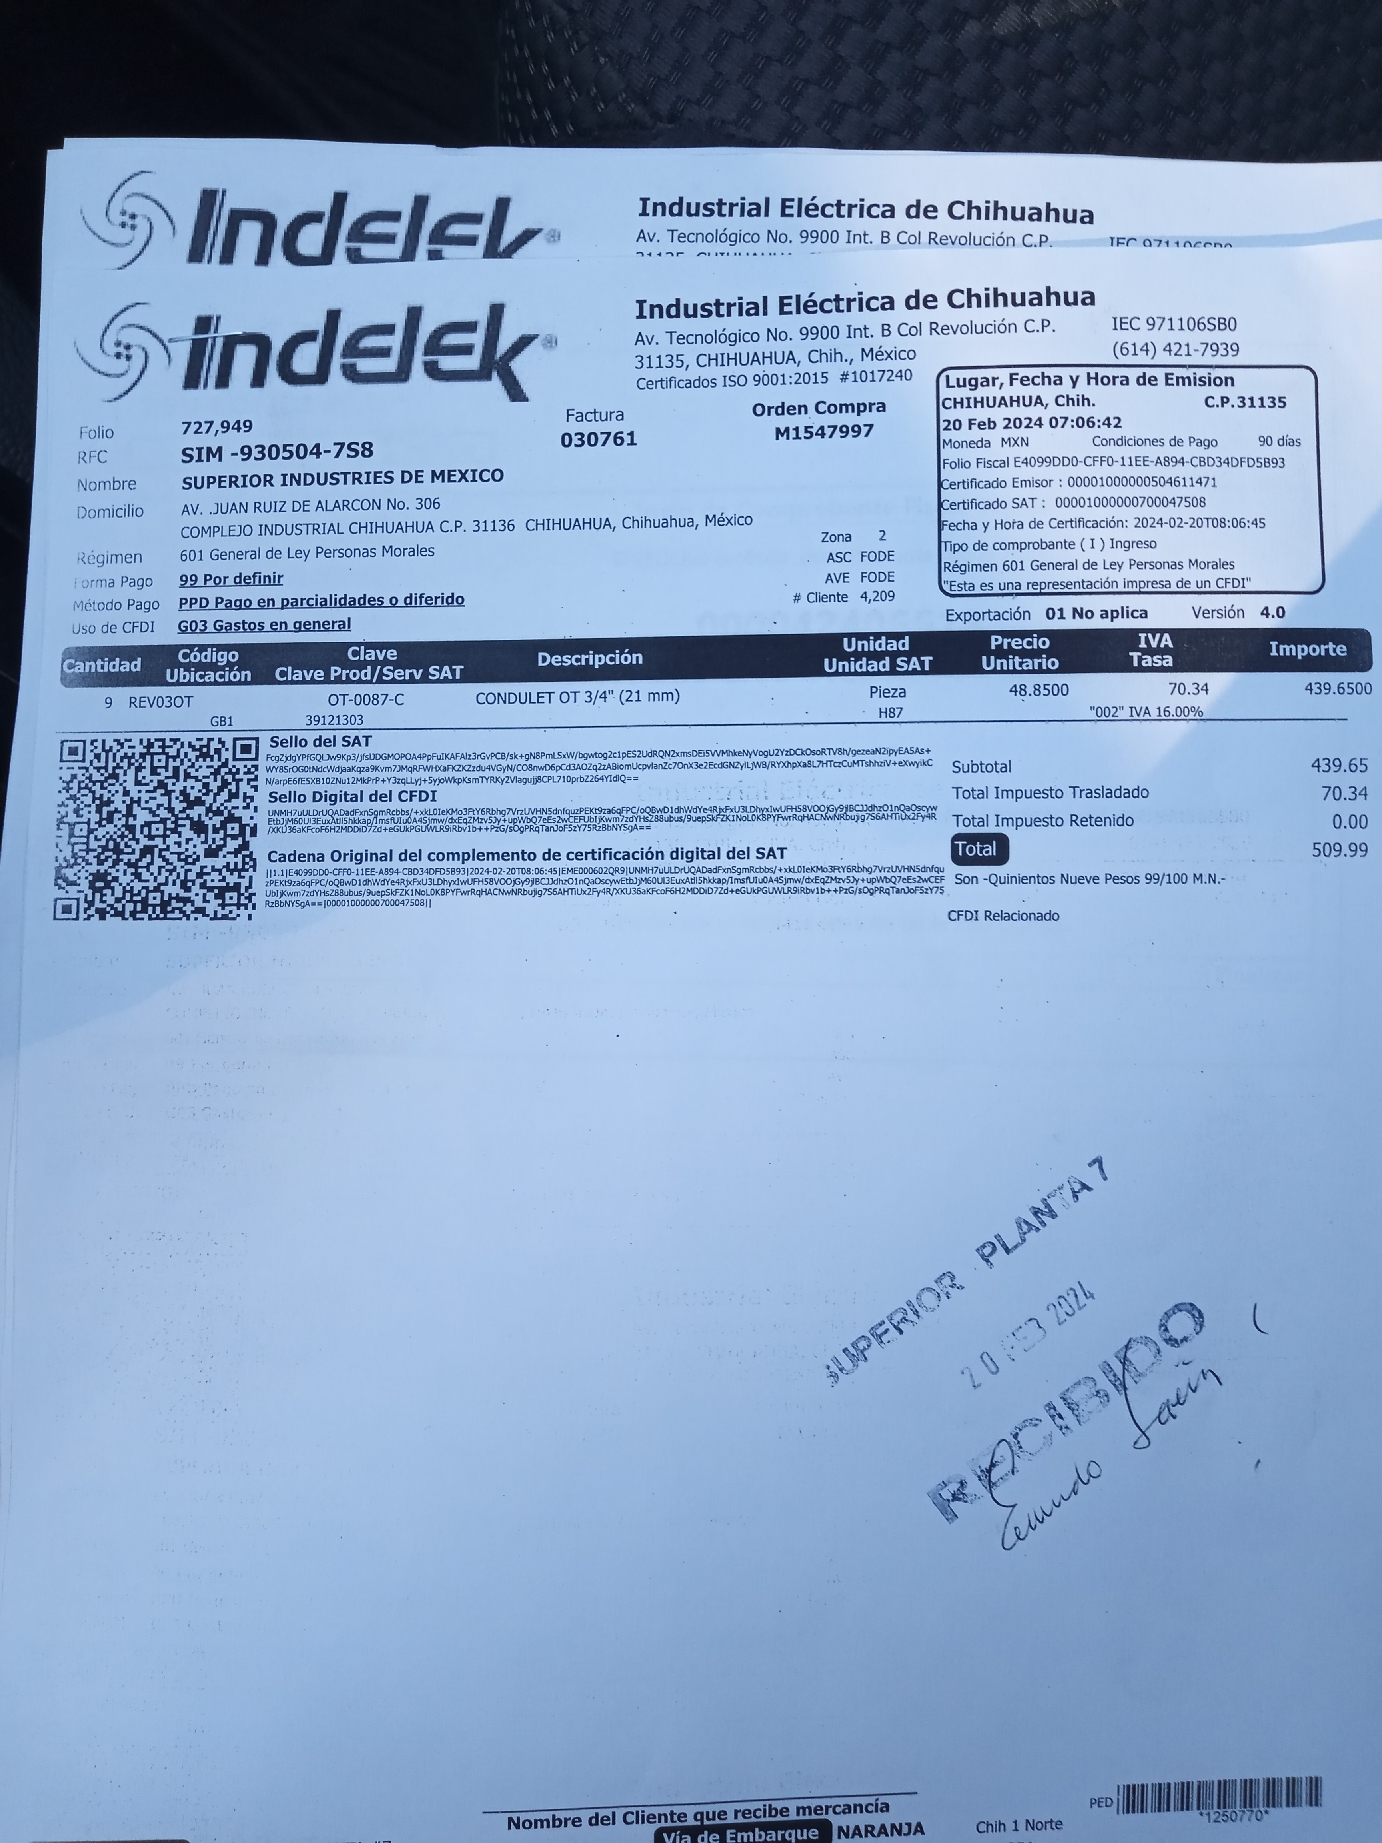 Indelek®
Industrial Eléctrica de Chihuahua
Av. Tecnológico No. 9900 Int. B Col Revolución C.P.
Indelek®
Industrial Eléctrica de Chihuahua
Av. Tecnológico No. 9900 Int. B Col Revolución C.P.
31135, CHIHUAHUA, Chih., México
Certificados ISO 9001:2015 #1017240
IEC 971106SB0
(614) 421-7939
Folio 727,949
Factura
030761
Orden Compra
M1547997
RFC SIM -930504-7S8
Nombre SUPERIOR INDUSTRIES DE MEXICO
Domicilio AV. .JUAN RUIZ DE ALARCON No. 306
COMPLEJO INDUSTRIAL CHIHUAHUA C.P. 31136 CHIHUAHUA, Chihuahua, México
Régimen 601 General de Ley Personas Morales
Forma Pago 99 Por definir
Método Pago PPD Pago en parcialidades o diferido
Uso de CFDI G03 Gastos en general
Zona 2
ASC FODE
AVE FODE
# Cliente 4,209
Lugar, Fecha y Hora de Emision
CHIHUAHUA, Chih. C.P.31135
20 Feb 2024 07:06:42
Moneda MXN Condiciones de Pago 90 días
Folio Fiscal E4099DD0-CFF0-11EE-A894-CBD34DFD5B93
Certificado Emisor : 00001000000504611471
Certificado SAT : 00001000000700047508
Fecha y Hora de Certificación: 2024-02-20T08:06:45
Tipo de comprobante ( I ) Ingreso
Régimen 601 General de Ley Personas Morales
"Esta es una representación impresa de un CFDI"
Exportación 01 No aplica Versión 4.0
Cantidad Código Clave Descripción Unidad Precio IVA Importe
Ubicación Clave Prod/Serv SAT Unidad SAT Unitario Tasa
9 REV03OT OT-0087-C CONDULET OT 3/4" (21 mm) Pieza 48.8500 70.34 439.6500
GB1 39121303 H87 "002" IVA 16.00%
Sello del SAT
Sello Digital del CFDI
Cadena Original del complemento de certificación digital del SAT
Subtotal 439.65
Total Impuesto Trasladado 70.34
Total Impuesto Retenido 0.00
Total 509.99
Son -Quinientos Nueve Pesos 99/100 M.N.-
CFDI Relacionado
SUPERIOR PLANTA 7
20 FEB 2024
RECIBIDO
Nombre del Cliente que recibe mercancía
Vía de Embarque NARANJA
Chih 1 Norte
PED
*1250770*